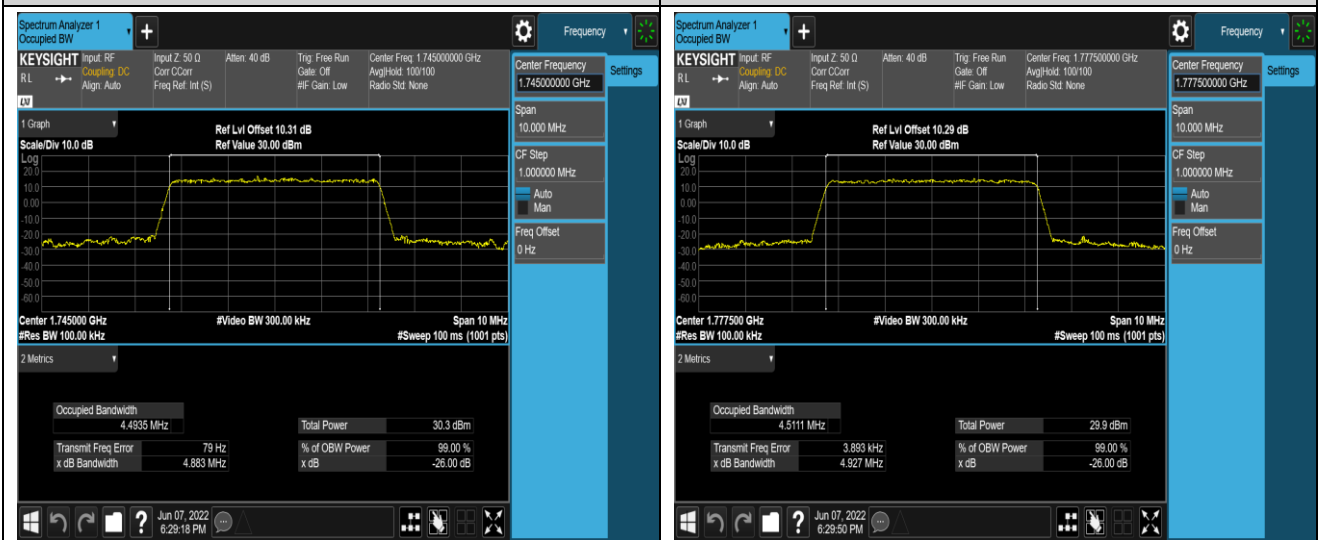 Spectrum Analyzer 1
Occupied BW
+
Frequency
KEYSIGHT
Input: RF
Input Z: 50 Ω
Atten: 40 dB
Trig: Free Run
Center Freq: 1.745000000 GHz
RL
Coupling: DC
Corr CCorr
Gate: Off
Avg|Hold: 100/100
Align: Auto
Freq Ref: Int (S)
#IF Gain: Low
Radio Std: None
LXI
Center Frequency
1.745000000 GHz
Settings
Span
10.000 MHz
CF Step
1.000000 MHz
Auto
Man
Freq Offset
0 Hz
1 Graph
Ref Lvl Offset 10.31 dB
Scale/Div 10.0 dB
Ref Value 30.00 dBm
Log
20.0
10.0
0.00
-10.0
-20.0
-30.0
-40.0
-50.0
-60.0
Center 1.745000 GHz
#Video BW 300.00 kHz
Span 10 MHz
#Res BW 100.00 kHz
#Sweep 100 ms (1001 pts)
2 Metrics
Occupied Bandwidth
4.4935 MHz
Total Power 30.3 dBm
Transmit Freq Error 79 Hz
% of OBW Power 99.00 %
x dB Bandwidth 4.883 MHz
x dB -26.00 dB
?
Jun 07, 2022
6:29:18 PM
Spectrum Analyzer 1
Occupied BW
+
Frequency
KEYSIGHT
Input: RF
Input Z: 50 Ω
Atten: 40 dB
Trig: Free Run
Center Freq: 1.777500000 GHz
RL
Coupling: DC
Corr CCorr
Gate: Off
Avg|Hold: 100/100
Align: Auto
Freq Ref: Int (S)
#IF Gain: Low
Radio Std: None
LXI
Center Frequency
1.777500000 GHz
Settings
Span
10.000 MHz
CF Step
1.000000 MHz
Auto
Man
Freq Offset
0 Hz
1 Graph
Ref Lvl Offset 10.29 dB
Scale/Div 10.0 dB
Ref Value 30.00 dBm
Log
20.0
10.0
0.00
-10.0
-20.0
-30.0
-40.0
-50.0
-60.0
Center 1.777500 GHz
#Video BW 300.00 kHz
Span 10 MHz
#Res BW 100.00 kHz
#Sweep 100 ms (1001 pts)
2 Metrics
Occupied Bandwidth
4.5111 MHz
Total Power 29.9 dBm
Transmit Freq Error 3.893 kHz
% of OBW Power 99.00 %
x dB Bandwidth 4.927 MHz
x dB -26.00 dB
?
Jun 07, 2022
6:29:50 PM